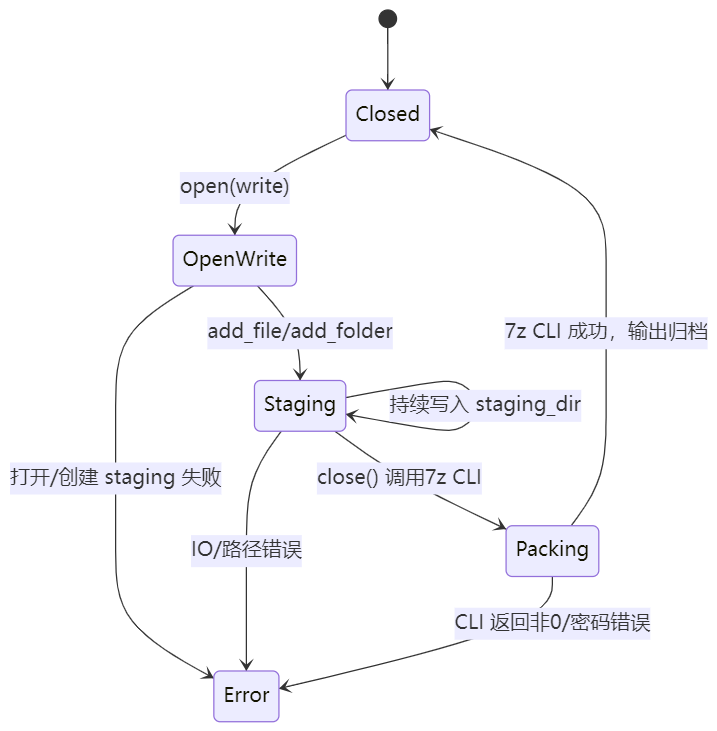 Closed
open(write)
OpenWrite
add_file/add_folder
7z CLI 成功，输出归档
Staging
持续写入 staging_dir
打开/创建 staging 失败
close() 调用7z CLI
IO/路径错误
Packing
CLI 返回非0/密码错误
Error